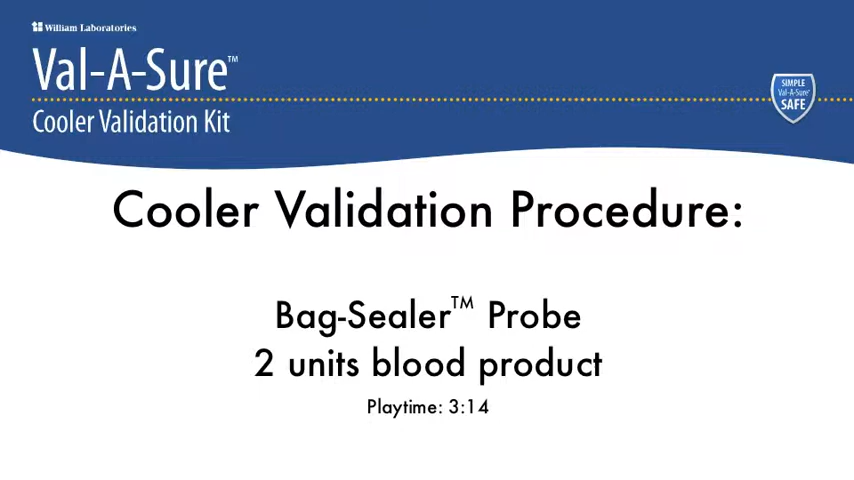 William Laboratories
Val-A-Sure™
Cooler Validation Kit
SIMPLE
Val-A-Sure™
SAFE
Cooler Validation Procedure:
Bag-Sealer™ Probe
2 units blood product
Playtime: 3:14